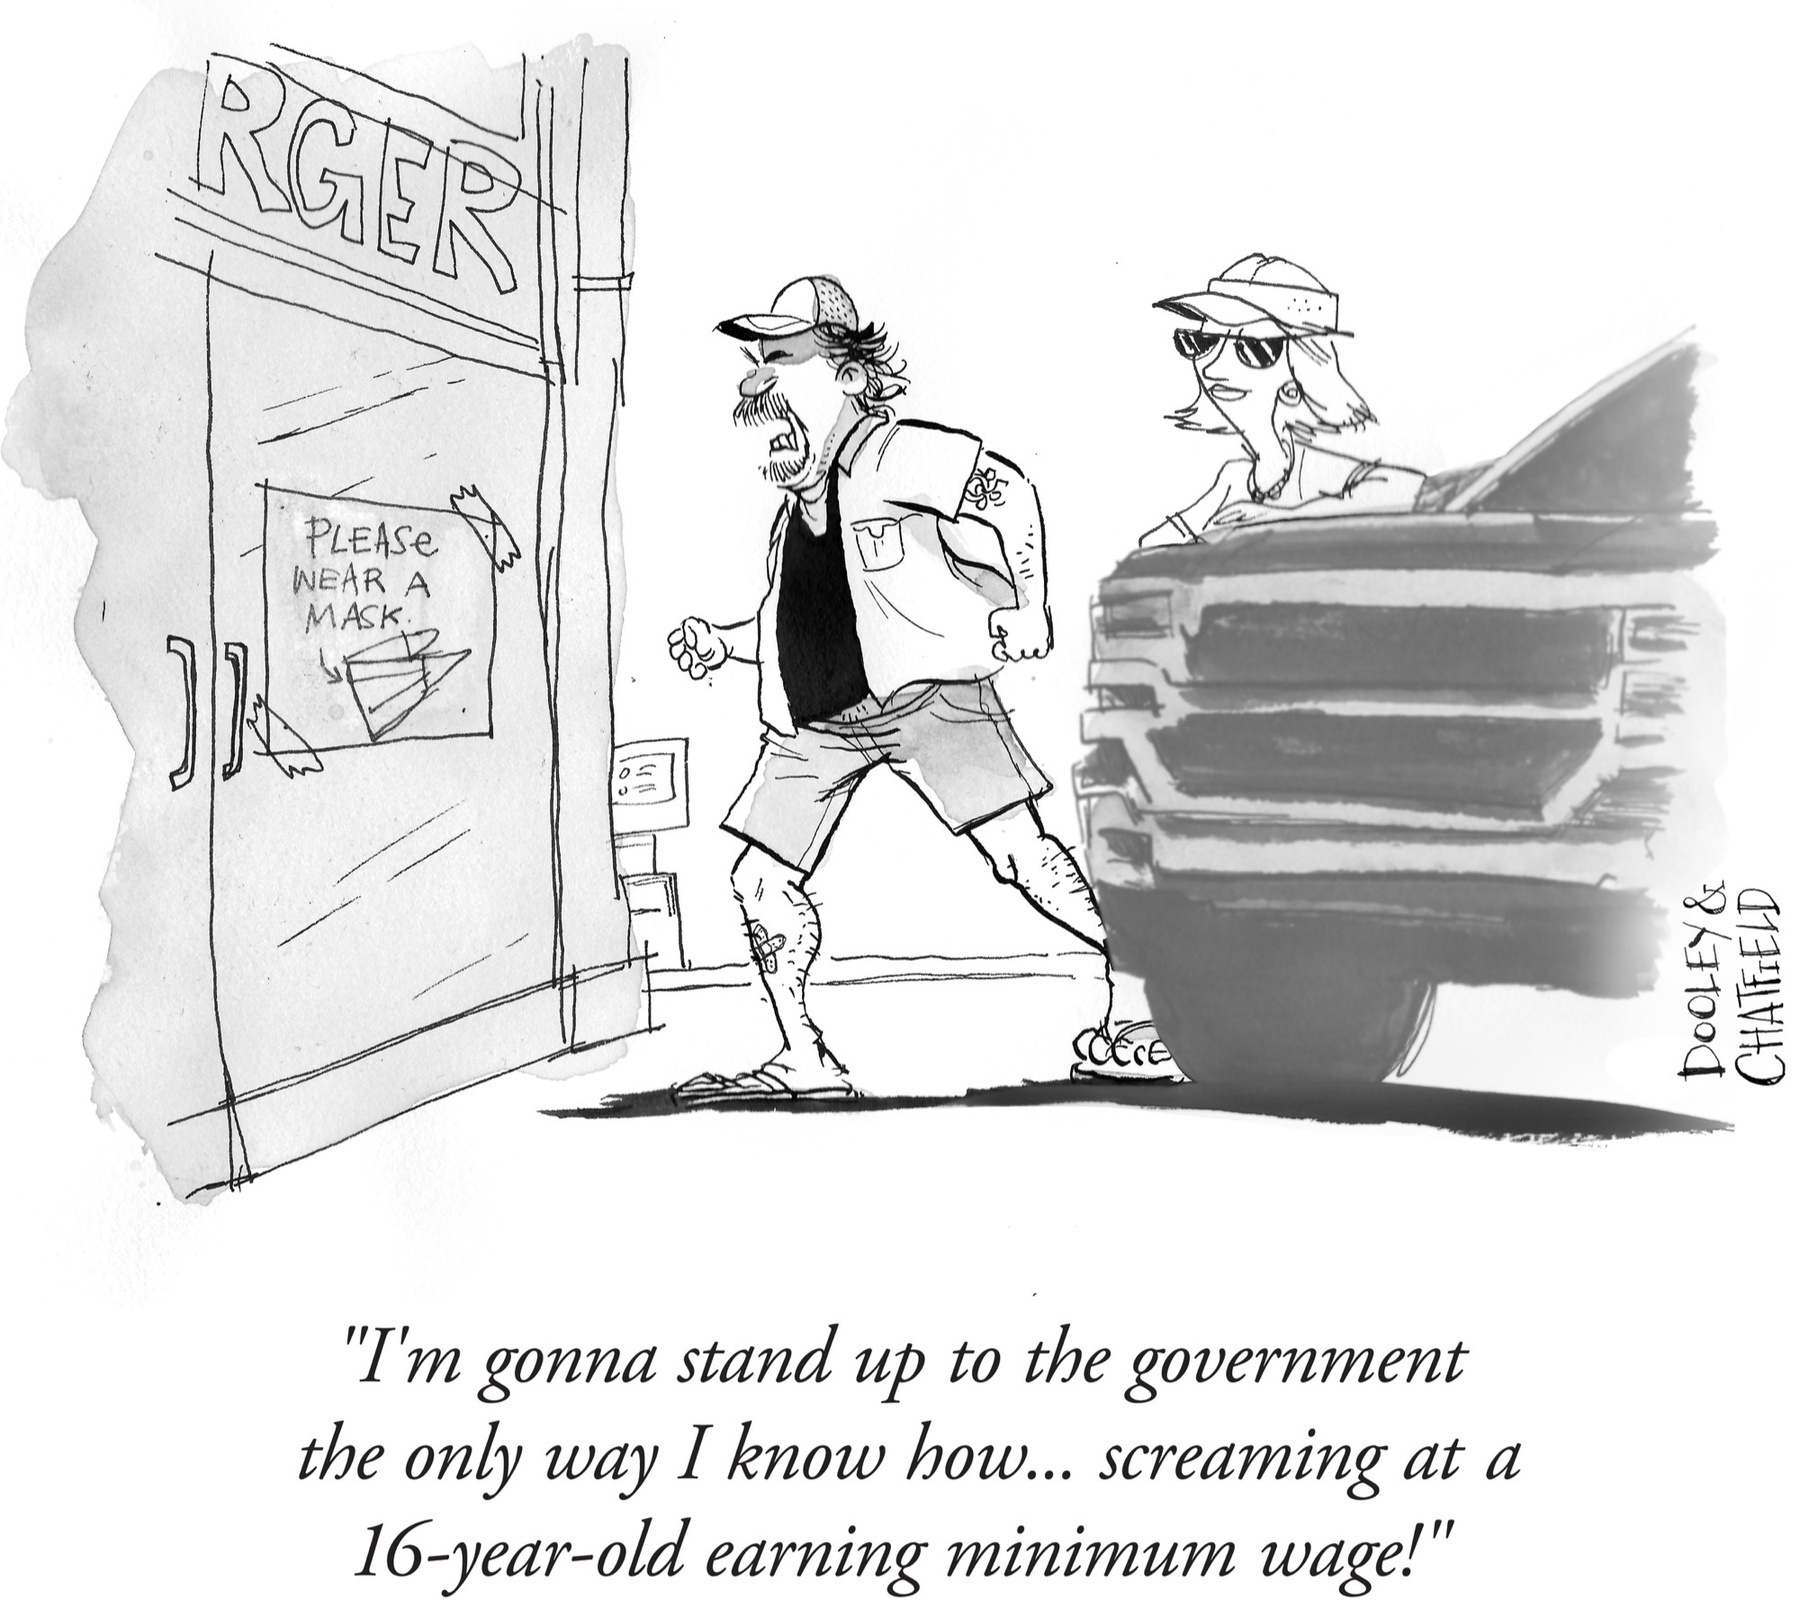 RGER
PLEASE
WEAR A
MASK.
DOOLEY &
CHATFIELD
"I'm gonna stand up to the government
the only way I know how... screaming at a
16-year-old earning minimum wage!"